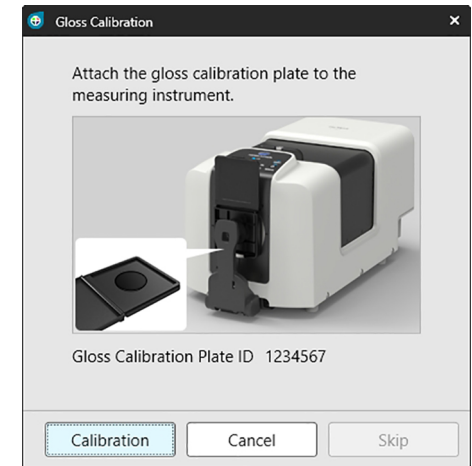 Gloss Calibration
Attach the gloss calibration plate to the
measuring instrument.
Gloss Calibration Plate ID 1234567
Calibration
Cancel
Skip